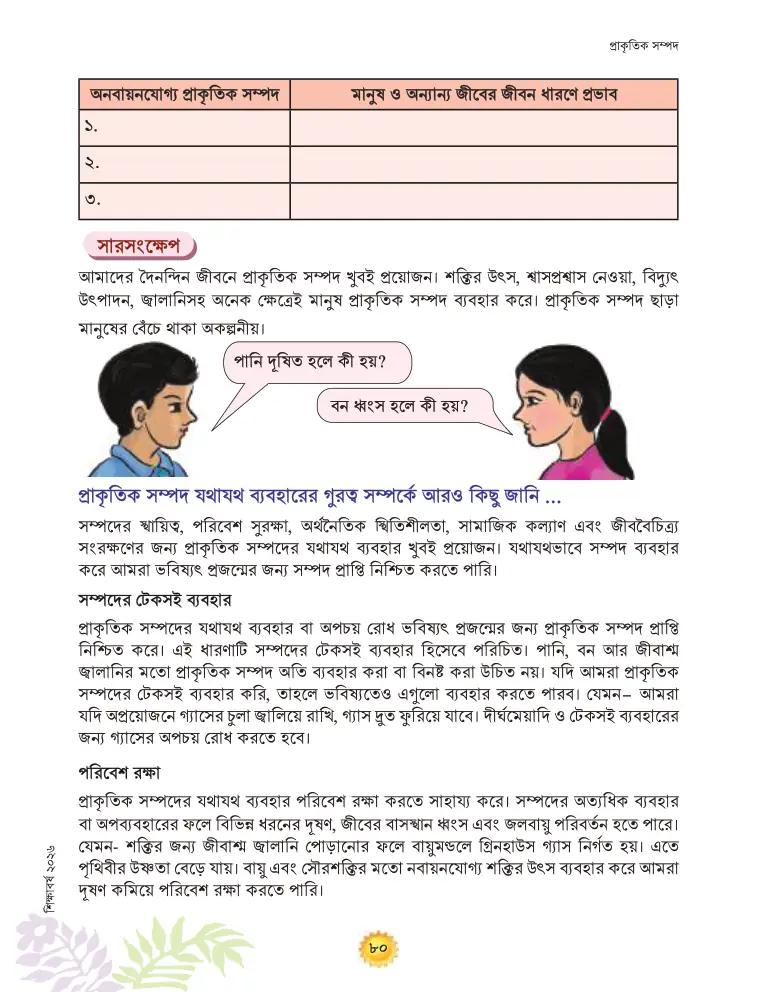 প্রাকৃতিক সম্পদ
অনবায়নযোগ্য প্রাকৃতিক সম্পদ
মানুষ ও অন্যান্য জীবের জীবন ধারণে প্রভাব
১.
২.
৩.
সারসংক্ষেপ
আমাদের দৈনন্দিন জীবনে প্রাকৃতিক সম্পদ খুবই প্রয়োজন। শক্তির উৎস, শ্বাসপ্রশ্বাস নেওয়া, বিদ্যুৎ
উৎপাদন, জ্বালানিসহ অনেক ক্ষেত্রেই মানুষ প্রাকৃতিক সম্পদ ব্যবহার করে। প্রাকৃতিক সম্পদ ছাড়া
মানুষের বেঁচে থাকা অকল্পনীয়।
পানি দূষিত হলে কী হয়?
বন ধ্বংস হলে কী হয়?
প্রাকৃতিক সম্পদ যথাযথ ব্যবহারের গুরত্ব সম্পর্কে আরও কিছু জানি ...
সম্পদের স্থায়িত্ব, পরিবেশ সুরক্ষা, অর্থনৈতিক স্থিতিশীলতা, সামাজিক কল্যাণ এবং জীববৈচিত্র্য
সংরক্ষণের জন্য প্রাকৃতিক সম্পদের যথাযথ ব্যবহার খুবই প্রয়োজন। যথাযথভাবে সম্পদ ব্যবহার
করে আমরা ভবিষ্যৎ প্রজন্মের জন্য সম্পদ প্রাপ্তি নিশ্চিত করতে পারি।
সম্পদের টেকসই ব্যবহার
প্রাকৃতিক সম্পদের যথাযথ ব্যবহার বা অপচয় রোধ ভবিষ্যৎ প্রজন্মের জন্য প্রাকৃতিক সম্পদ প্রাপ্তি
নিশ্চিত করে। এই ধারণাটি সম্পদের টেকসই ব্যবহার হিসেবে পরিচিত। পানি, বন আর জীবাশ্ম
জ্বালানির মতো প্রাকৃতিক সম্পদ অতি ব্যবহার করা বা বিনষ্ট করা উচিত নয়। যদি আমরা প্রাকৃতিক
সম্পদের টেকসই ব্যবহার করি, তাহলে ভবিষ্যতেও এগুলো ব্যবহার করতে পারব। যেমন– আমরা
যদি অপ্রয়োজনে গ্যাসের চুলা জ্বালিয়ে রাখি, গ্যাস দ্রুত ফুরিয়ে যাবে। দীর্ঘমেয়াদি ও টেকসই ব্যবহারের
জন্য গ্যাসের অপচয় রোধ করতে হবে।
পরিবেশ রক্ষা
প্রাকৃতিক সম্পদের যথাযথ ব্যবহার পরিবেশ রক্ষা করতে সাহায্য করে। সম্পদের অত্যধিক ব্যবহার
বা অপব্যবহারের ফলে বিভিন্ন ধরনের দূষণ, জীবের বাসস্থান ধ্বংস এবং জলবায়ু পরিবর্তন হতে পারে।
যেমন- শক্তির জন্য জীবাশ্ম জ্বালানি পোড়ানোর ফলে বায়ুমন্ডলে গ্রিনহাউস গ্যাস নির্গত হয়। এতে
পৃথিবীর উষ্ণতা বেড়ে যায়। বায়ু এবং সৌরশক্তির মতো নবায়নযোগ্য শক্তির উৎস ব্যবহার করে আমরা
দূষণ কমিয়ে পরিবেশ রক্ষা করতে পারি।
শিক্ষাবর্ষ ২০২৬
৮০